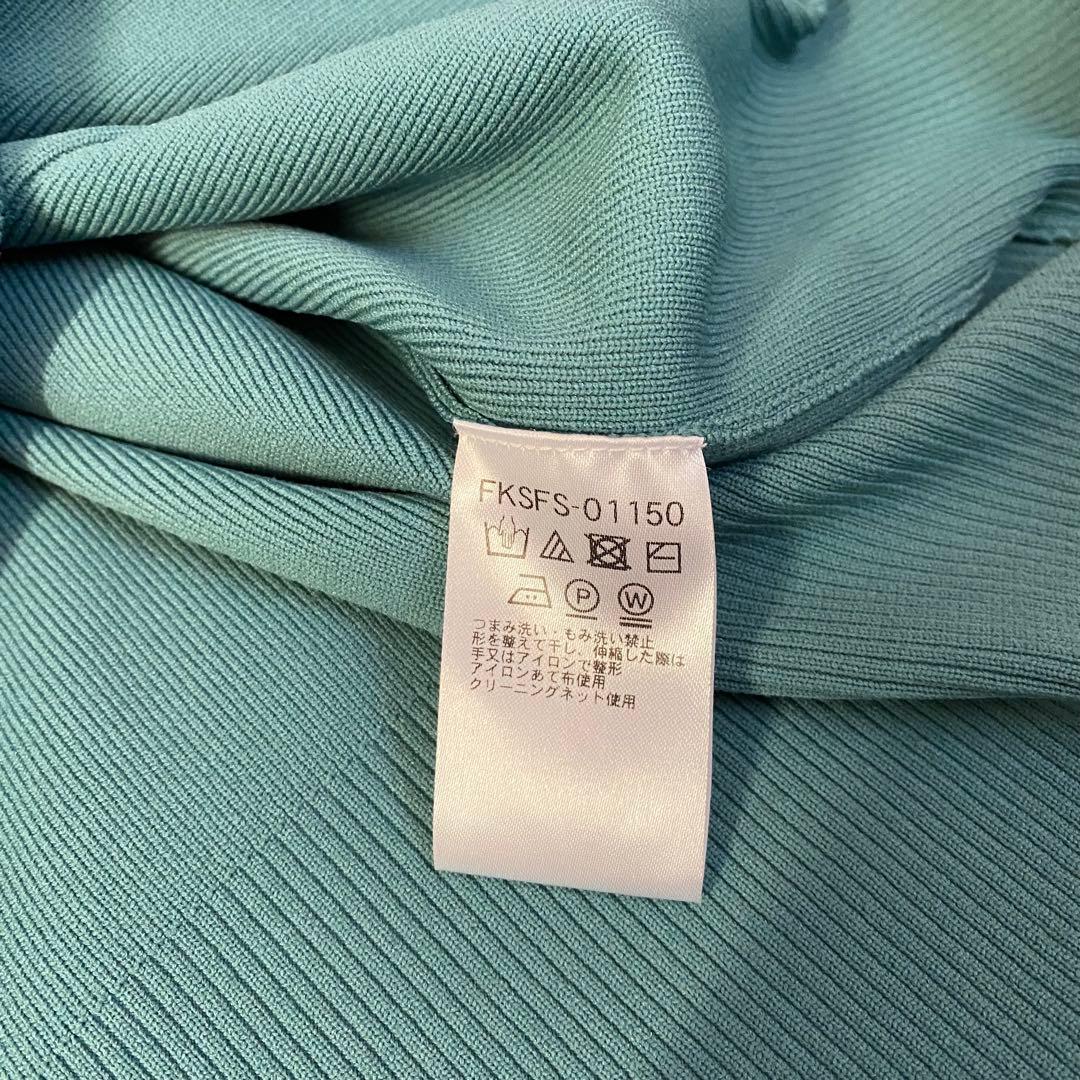 FKSFS-01150
P W
つまみ洗い・もみ洗い禁止
形を整えて干し、伸縮した際は
手又はアイロンで整形
アイロンあて布使用
クリーニングネット使用